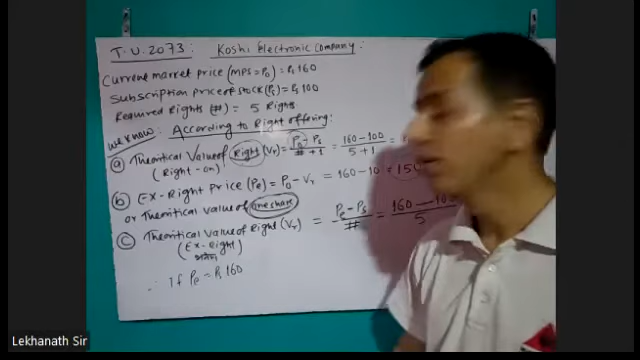 T.U. 2073. Koshi Electronic Company:
Current market price (MPS = P0) = Rs 160
Subscription price of stock (Ps) = Rs 100
Required Rights (#) = 5 Rights
We know: According to Right offering:
(a) Theoritical Value of Right (Vr) = P0 - Ps / # + 1 = 160 - 100 / 5 + 1 =
(Right - on)
(b) Ex - Right Price (Pe) = P0 - Vr = 160 - 10 = 150
or Theoritical value of one share
(c) Theoritical Value of Right (Vr) = Pe - Ps / # = 160 - 100 / 5
(Ex - Right)
∴ If Pe = Rs 160
Lekhanath Sir